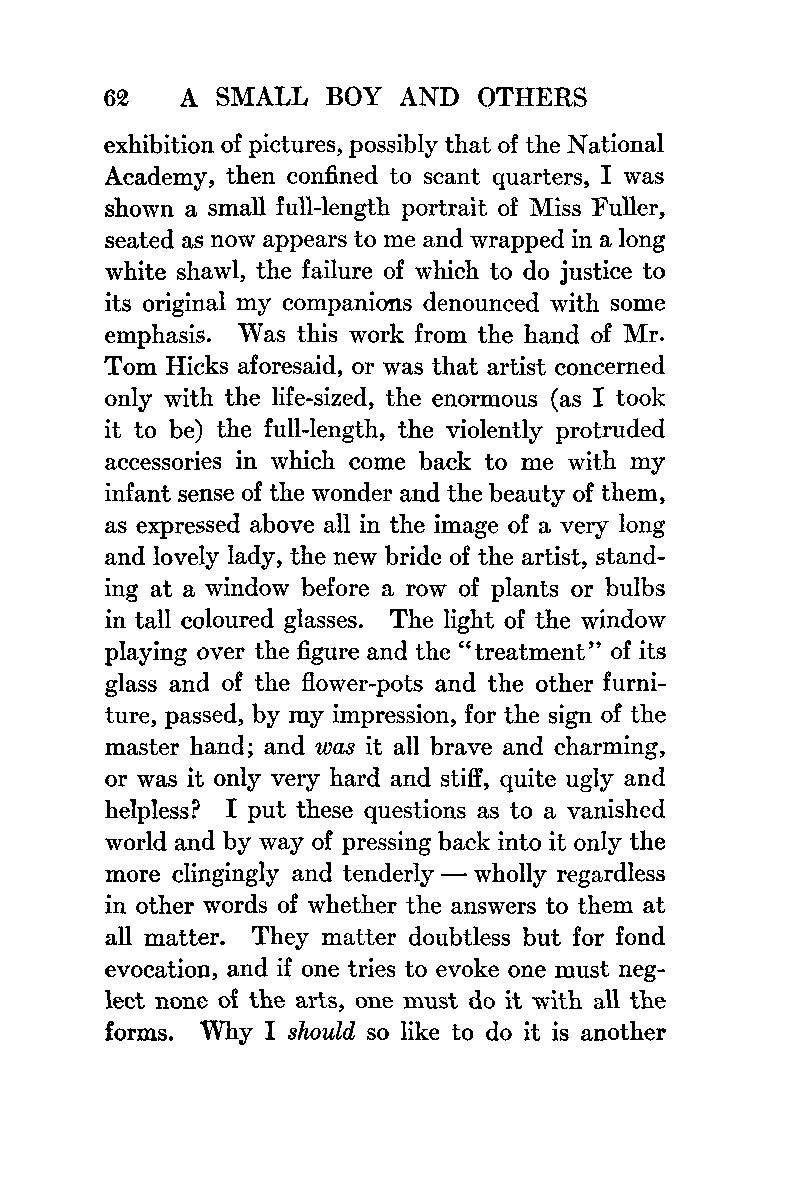 62 A SMALL BOY AND OTHERS
exhibition of pictures, possibly that of the National
Academy, then confined to scant quarters, I was
shown a small full-length portrait of Miss Fuller,
seated as now appears to me and wrapped in a long
white shawl, the failure of which to do justice to
its original my companions denounced with some
emphasis. Was this work from the hand of Mr.
Tom Hicks aforesaid, or was that artist concerned
only with the life-sized, the enormous (as I took
it to be) the full-length, the violently protruded
accessories in which come back to me with my
infant sense of the wonder and the beauty of them,
as expressed above all in the image of a very long
and lovely lady, the new bride of the artist, stand-
ing at a window before a row of plants or bulbs
in tall coloured glasses. The light of the window
playing over the figure and the “treatment” of its
glass and of the flower-pots and the other furni-
ture, passed, by my impression, for the sign of the
master hand; and was it all brave and charming,
or was it only very hard and stiff, quite ugly and
helpless? I put these questions as to a vanished
world and by way of pressing back into it only the
more clingingly and tenderly — wholly regardless
in other words of whether the answers to them at
all matter. They matter doubtless but for fond
evocation, and if one tries to evoke one must neg-
lect none of the arts, one must do it with all the
forms. Why I should so like to do it is another